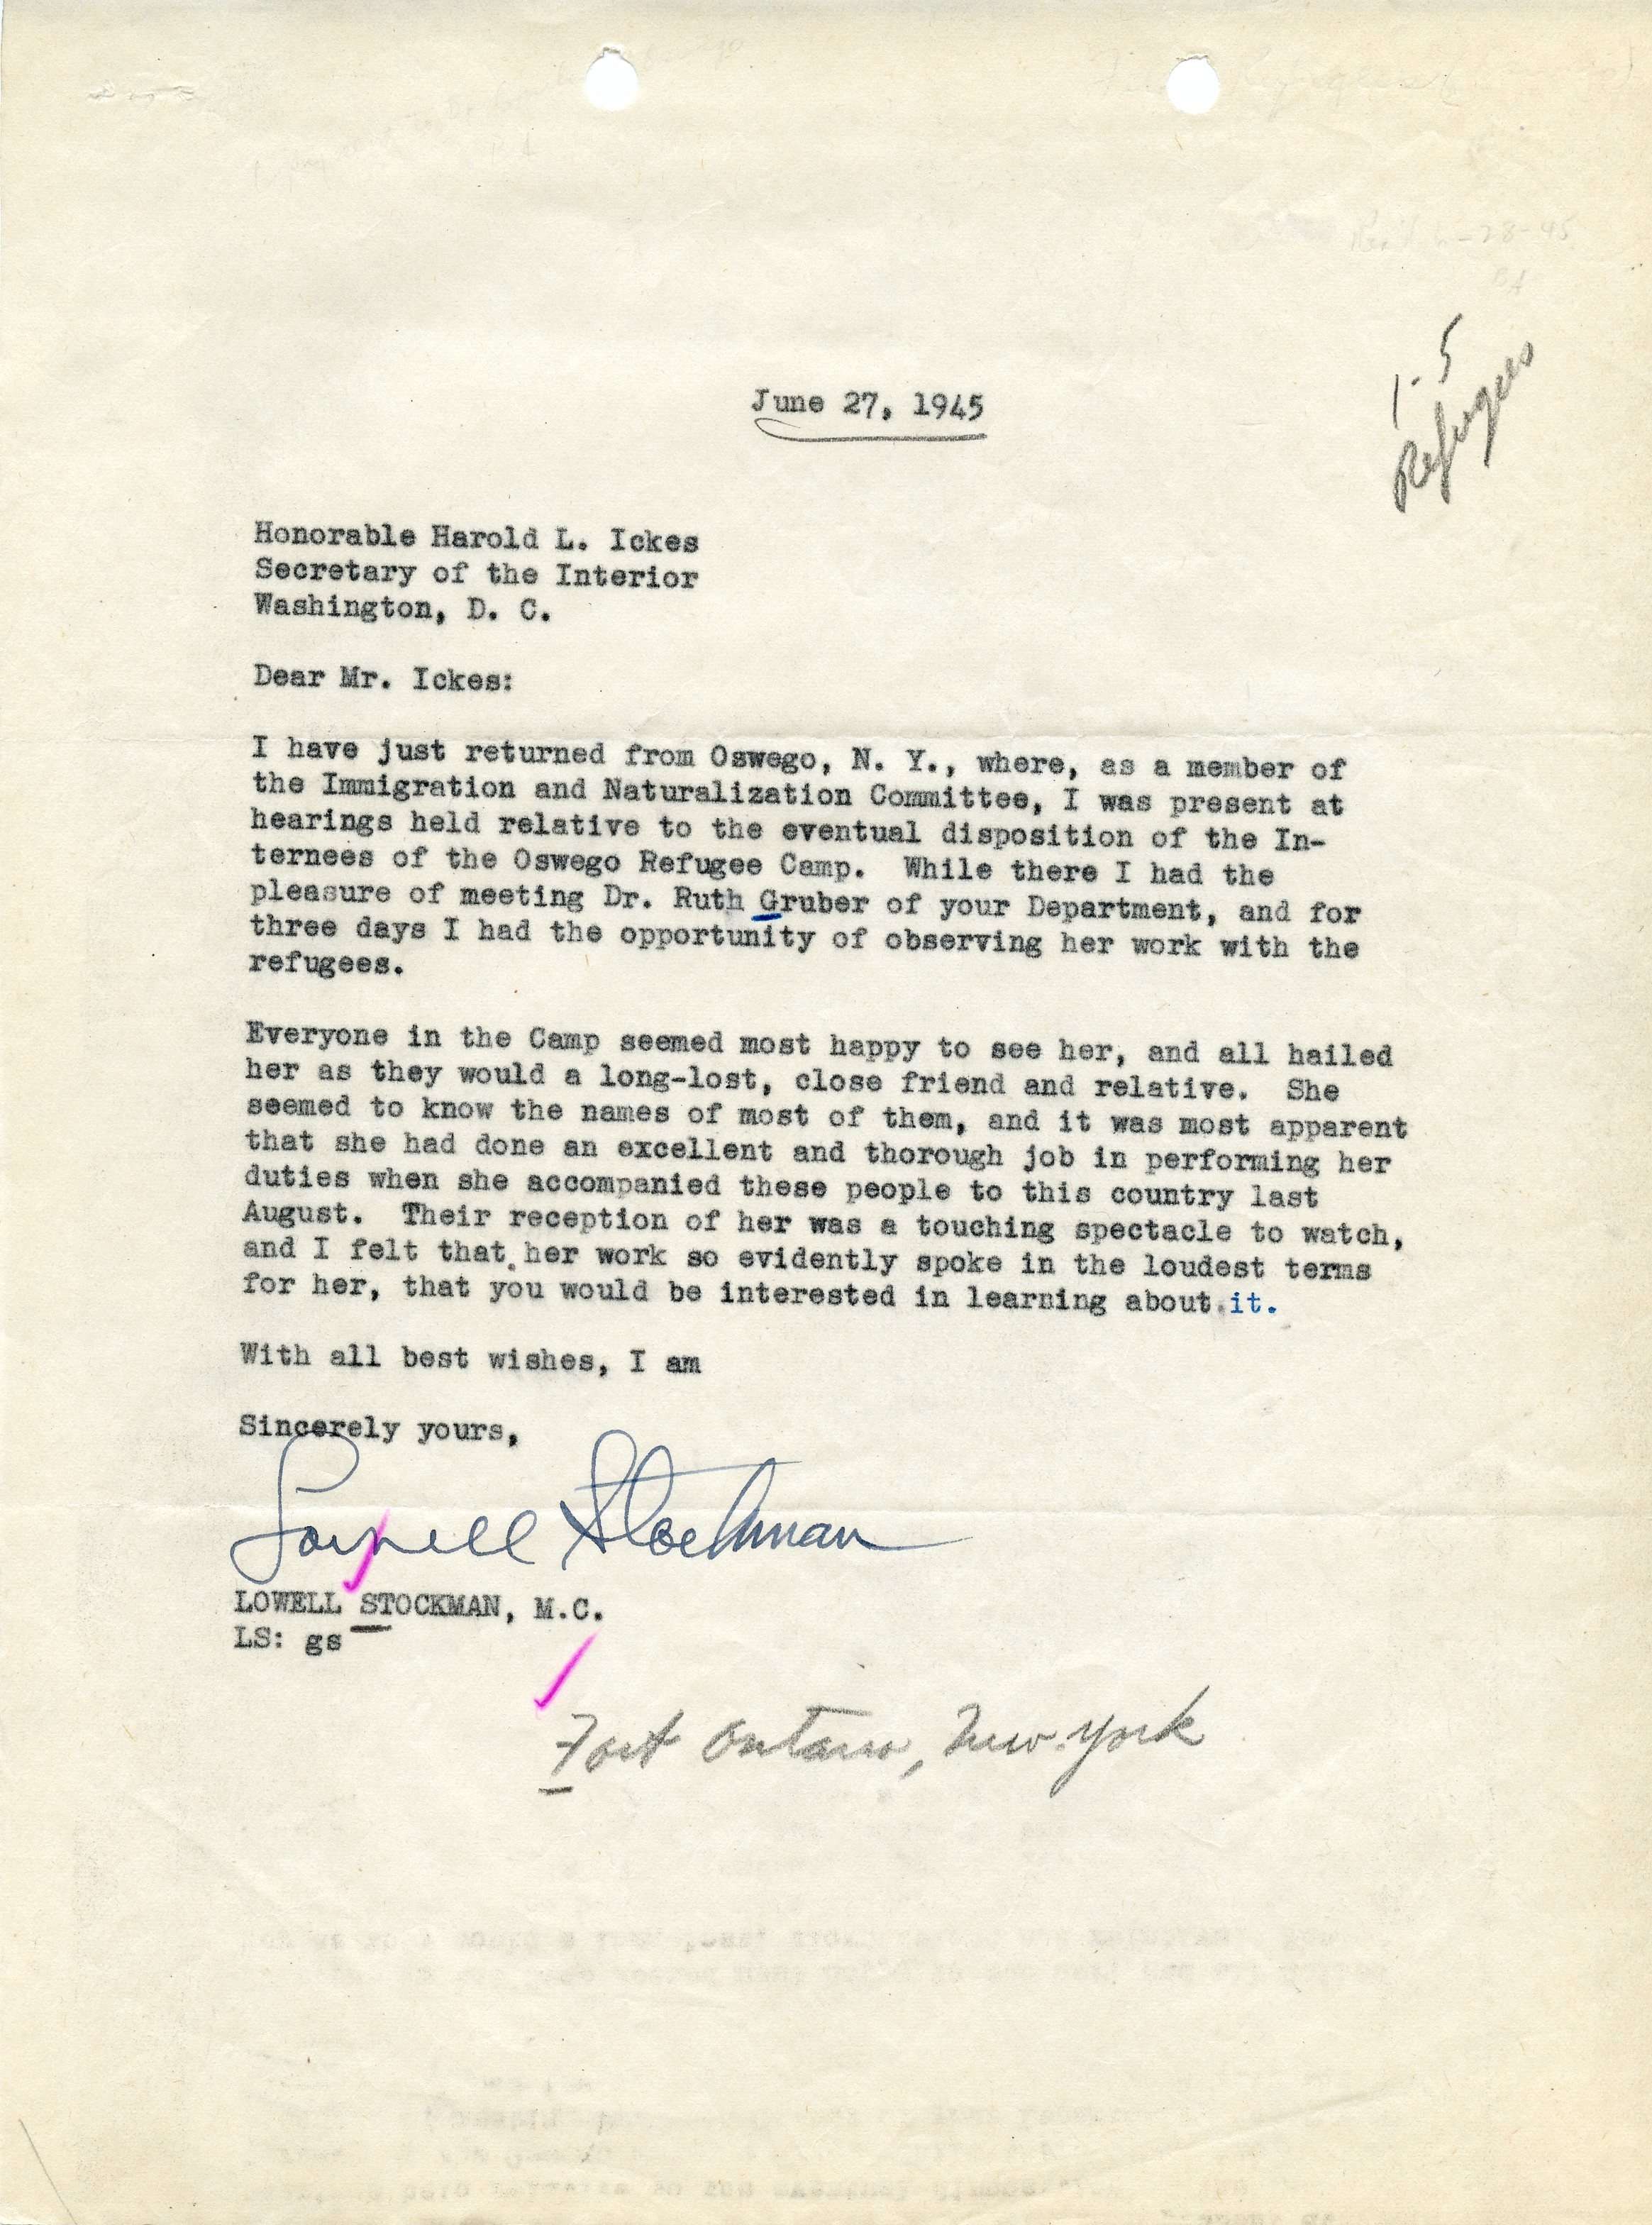 6-28-45
1-5
Refugees
June 27, 1945
Honorable Harold L. Ickes
Secretary of the Interior
Washington, D. C.
Dear Mr. Ickes:
I have just returned from Oswego, N. Y., where, as a member of
the Immigration and Naturalization Committee, I was present at
hearings held relative to the eventual disposition of the In-
ternees of the Oswego Refugee Camp.  While there I had the
pleasure of meeting Dr. Ruth Gruber of your Department, and for
three days I had the opportunity of observing her work with the
refugees.
Everyone in the Camp seemed most happy to see her, and all hailed
her as they would a long-lost, close friend and relative.  She
seemed to know the names of most of them, and it was most apparent
that she had done an excellent and thorough job in performing her
duties when she accompanied these people to this country last
August.  Their reception of her was a touching spectacle to watch,
and I felt that her work so evidently spoke in the loudest terms
for her, that you would be interested in learning about it.
With all best wishes, I am
Sincerely yours,
Lowell Stockman
LOWELL STOCKMAN, M.C.
LS: gs
Fort Ontario, New York